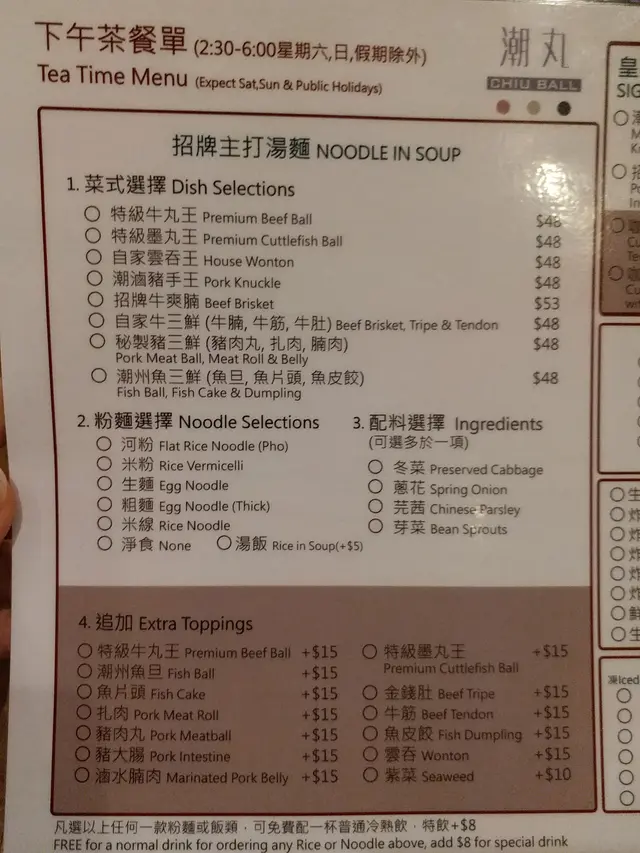 下午茶餐單 (2:30-6:00星期六,日,假期除外)
Tea Time Menu (Expect Sat,Sun & Public Holidays)
潮丸
CHIU BALL
招牌主打湯麵 NOODLE IN SOUP
1. 菜式選擇 Dish Selections
特級牛丸王 Premium Beef Ball $48
特級墨丸王 Premium Cuttlefish Ball $48
自家雲吞王 House Wonton $48
潮滷豬手王 Pork Knuckle $48
招牌牛爽腩 Beef Brisket $53
自家牛三鮮 (牛腩, 牛筋, 牛肚) Beef Brisket, Tripe & Tendon $48
秘製豬三鮮 (豬肉丸, 扎肉, 腩肉) $48
Pork Meat Ball, Meat Roll & Belly
潮州魚三鮮 (魚旦, 魚片頭, 魚皮餃) $48
Fish Ball, Fish Cake & Dumpling
2. 粉麵選擇 Noodle Selections
河粉 Flat Rice Noodle (Pho)
米粉 Rice Vermicelli
生麵 Egg Noodle
粗麵 Egg Noodle (Thick)
米線 Rice Noodle
淨食 None 湯飯 Rice in Soup(+$5)
3. 配料選擇 Ingredients
(可選多於一項)
冬菜 Preserved Cabbage
蔥花 Spring Onion
芫茜 Chinese Parsley
芽菜 Bean Sprouts
4. 追加 Extra Toppings
特級牛丸王 Premium Beef Ball +$15
潮州魚旦 Fish Ball +$15
魚片頭 Fish Cake +$15
扎肉 Pork Meat Roll +$15
豬肉丸 Pork Meatball +$15
豬大腸 Pork Intestine +$15
滷水腩肉 Marinated Pork Belly +$15
特級墨丸王 +$15
Premium Cuttlefish Ball
金錢肚 Beef Tripe +$15
牛筋 Beef Tendon +$15
魚皮餃 Fish Dumpling +$15
雲吞 Wonton +$15
紫菜 Seaweed +$10
凡選以上任何一款粉麵或飯類，可免費配一杯普通冷熱飲，特飲+$8
FREE for a normal drink for ordering any Rice or Noodle above, add $8 for special drink
皇
SIG
招
生
炸
炸
炸
炸
炸
鮮
生
凍Iced